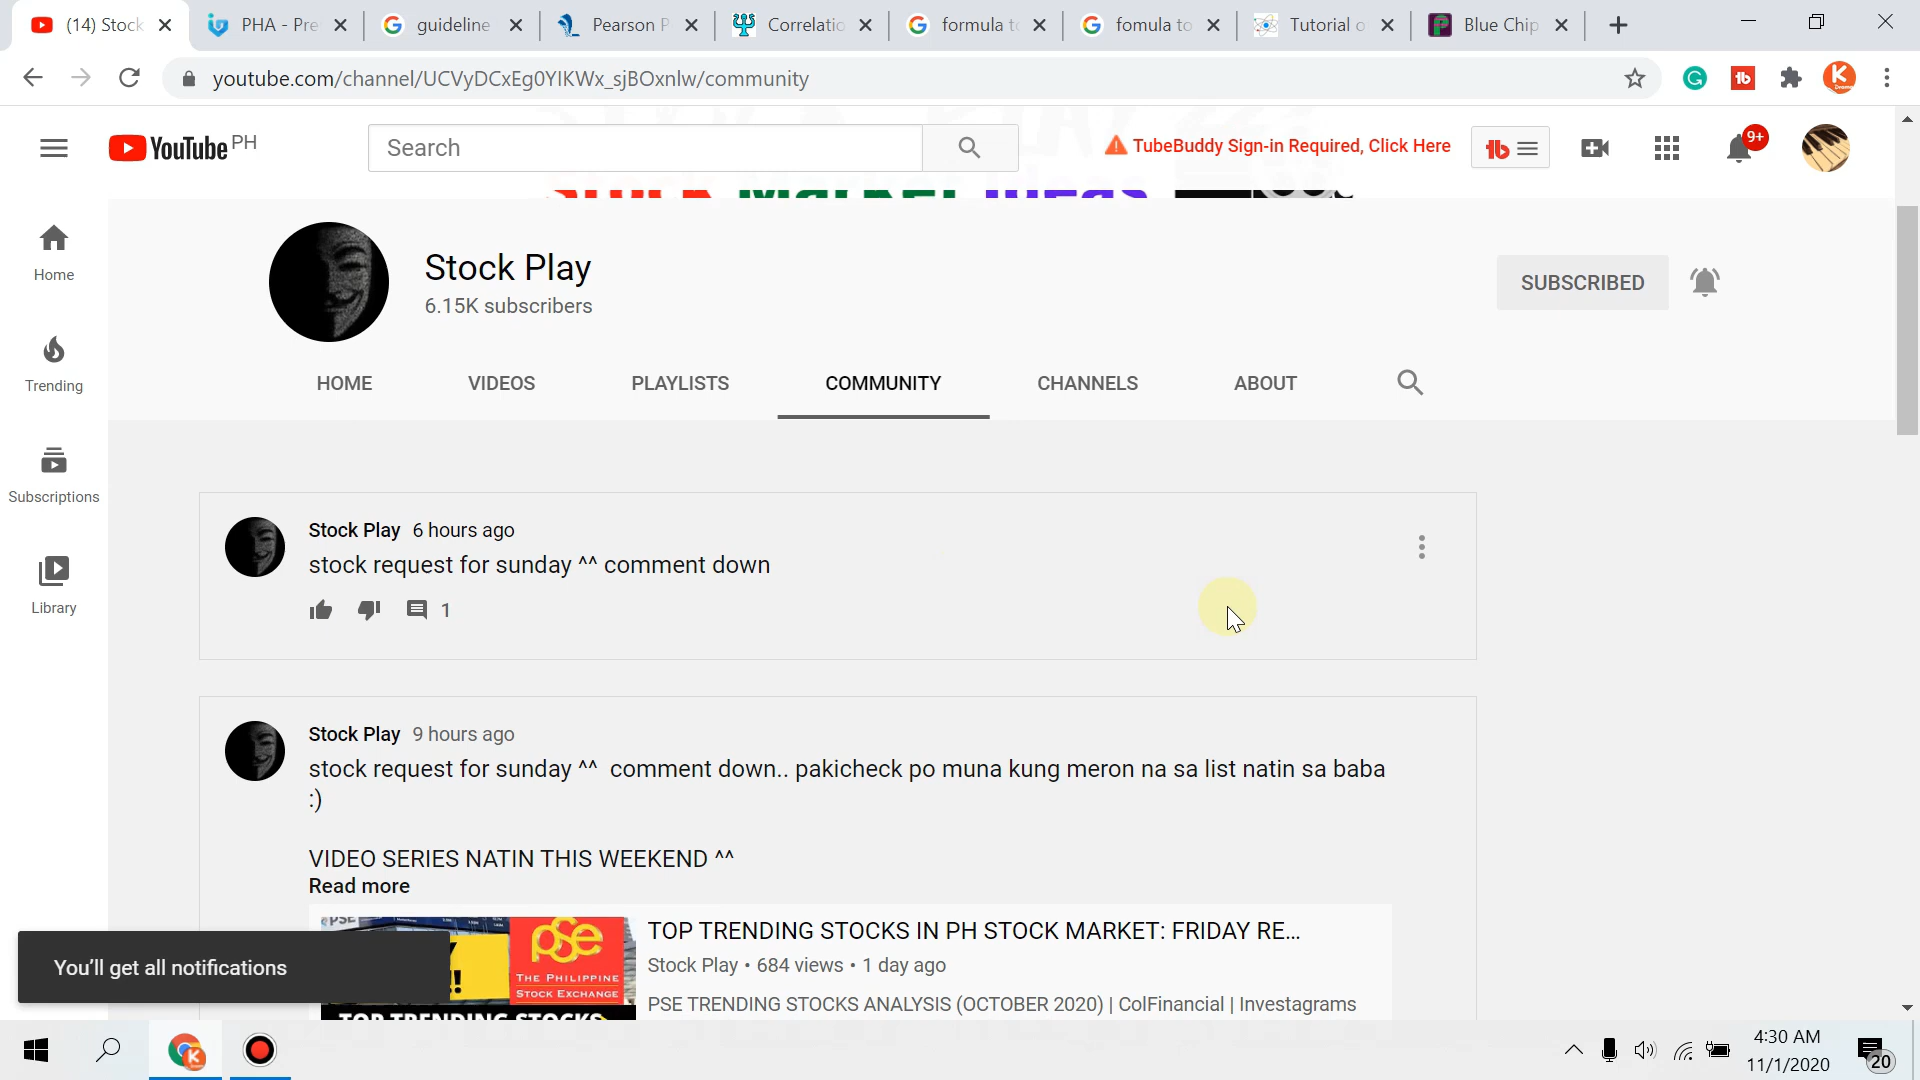 (14) Stock
PHA - Pre
guideline
Pearson P
Correlatio
formula to
fomula to
Tutorial o
Blue Chip
youtube.com/channel/UCVyDCxEg0YIKWx_sjBOxnlw/community
YouTube PH
Search
TubeBuddy Sign-in Required, Click Here
9+
Stock Market Ideas
Home
Trending
Subscriptions
Library
Stock Play
6.15K subscribers
SUBSCRIBED
HOME
VIDEOS
PLAYLISTS
COMMUNITY
CHANNELS
ABOUT
Stock Play 6 hours ago
stock request for sunday ^^ comment down
1
Stock Play 9 hours ago
stock request for sunday ^^  comment down.. pakicheck po muna kung meron na sa list natin sa baba
:)
VIDEO SERIES NATIN THIS WEEKEND ^^
Read more
pse
THE PHILIPPINE
STOCK EXCHANGE
TOP TRENDING STOCKS
TOP TRENDING STOCKS IN PH STOCK MARKET: FRIDAY RE...
Stock Play • 684 views • 1 day ago
PSE TRENDING STOCKS ANALYSIS (OCTOBER 2020) | ColFinancial | Investagrams
You'll get all notifications
4:30 AM
11/1/2020
20